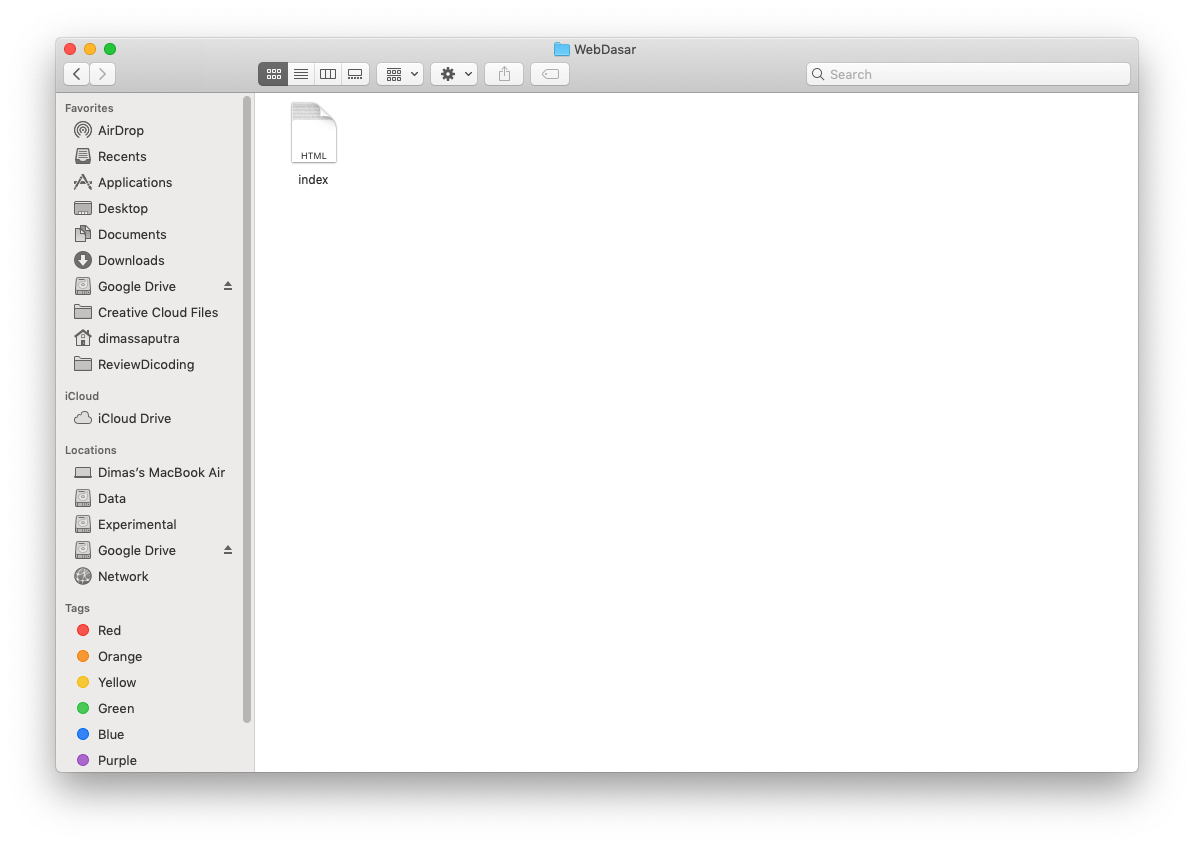 WebDasar
Search
Favorites
AirDrop
Recents
Applications
Desktop
Documents
Downloads
Google Drive
Creative Cloud Files
dimassaputra
ReviewDicoding
iCloud
iCloud Drive
Locations
Dimas's MacBook Air
Data
Experimental
Google Drive
Network
Tags
Red
Orange
Yellow
Green
Blue
Purple
HTML
index